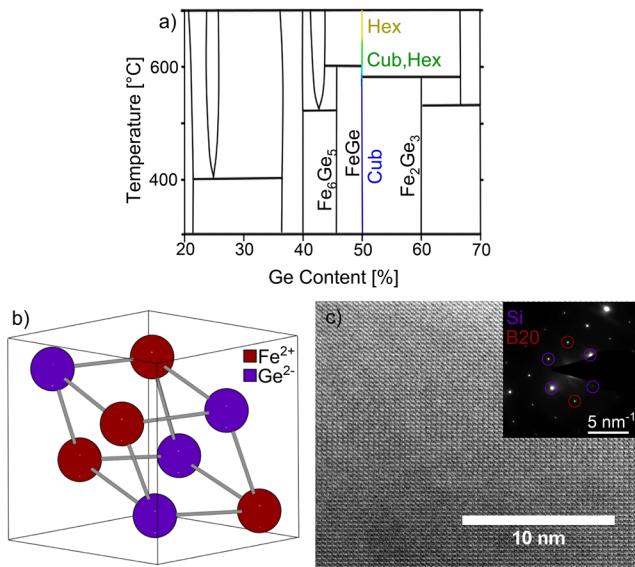 a)
Hex
Cub,Hex
600
400
Temperature [°C]
Fe₆Ge₅
FeGe
Cub
Fe₂Ge₃
20
30
40
50
60
70
Ge Content [%]
b)
Fe²⁺
Ge²⁻
c)
Si
B20
5 nm⁻¹
10 nm